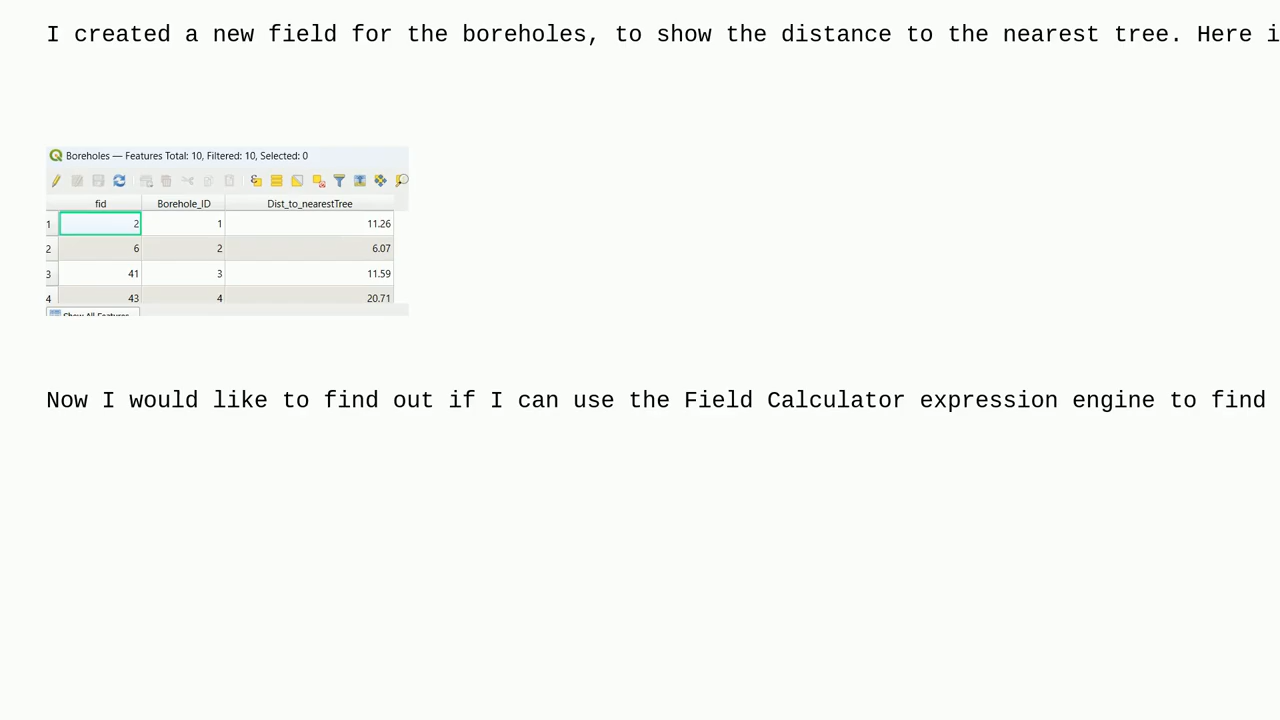 I created a new field for the boreholes, to show the distance to the nearest tree. Here i
Boreholes — Features Total: 10, Filtered: 10, Selected: 0
fid Borehole_ID Dist_to_nearestTree
1 2 1 11.26
2 6 2 6.07
3 41 3 11.59
4 43 4 20.71
Show All Features
Now I would like to find out if I can use the Field Calculator expression engine to find